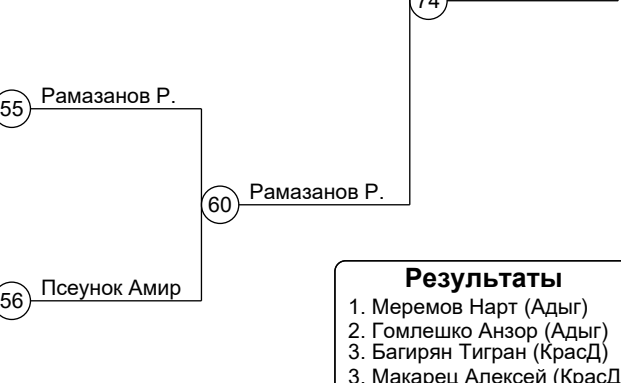 74
Рамазанов Р.
55
Рамазанов Р.
60
Псеунок Амир
56
Результаты
1. Меремов Нарт (Адыг)
2. Гомлешко Анзор (Адыг)
3. Багирян Тигран (КрасД)
3. Макарец Алексей (КрасД